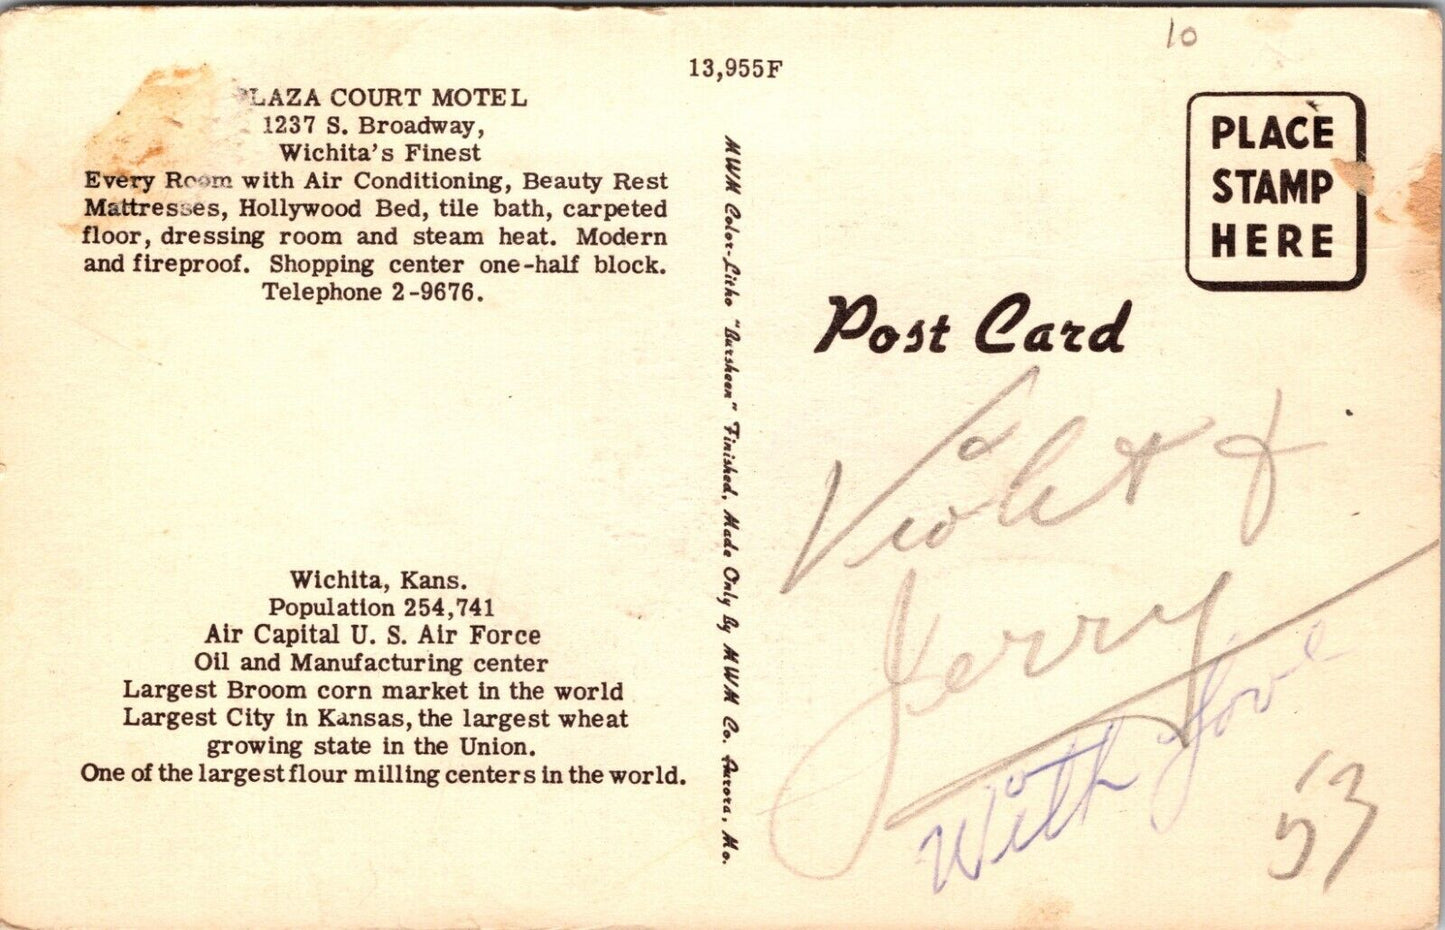 10
13,955F
PLAZA COURT MOTEL
1237 S. Broadway,
Wichita's Finest
Every Room with Air Conditioning, Beauty Rest
Mattresses, Hollywood Bed, tile bath, carpeted
floor, dressing room and steam heat. Modern
and fireproof. Shopping center one-half block.
Telephone 2-9676.
Wichita, Kans.
Population 254,741
Air Capital U. S. Air Force
Oil and Manufacturing center
Largest Broom corn market in the world
Largest City in Kansas, the largest wheat
growing state in the Union.
One of the largest flour milling centers in the world.
MWM Color-Litho "Bursheen" Finished, Made Only By MWM Co. Aurora, Mo.
PLACE
STAMP
HERE
Post Card
Violet &
Jerry
With Love
'53